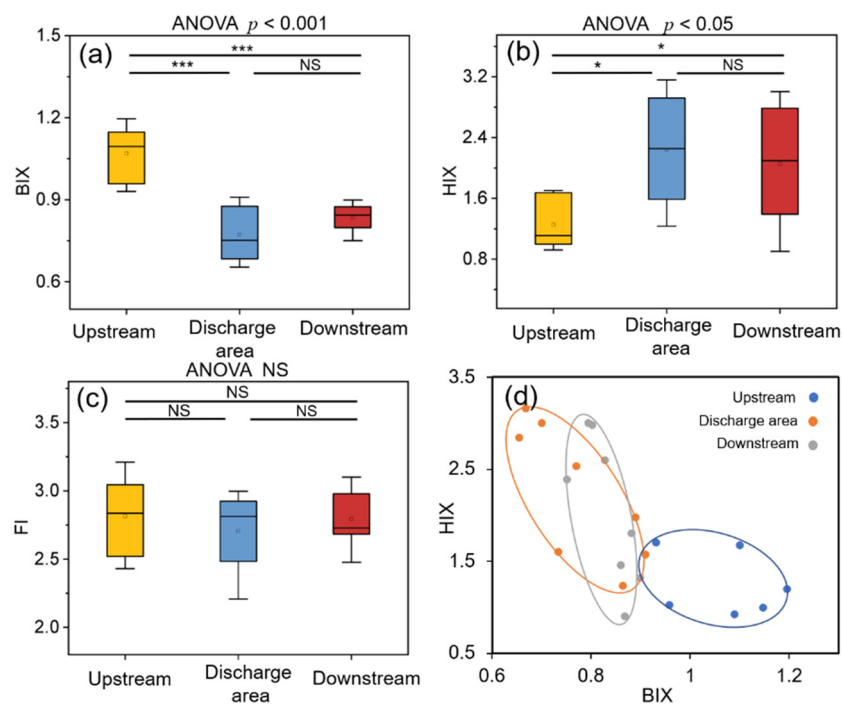 ANOVA p < 0.001
(a)
***
***
NS
BIX
1.5
1.2
0.9
0.6
Upstream
Discharge area
Downstream
ANOVA p < 0.05
(b)
*
*
NS
HIX
3.2
2.4
1.6
0.8
Upstream
Discharge area
Downstream
ANOVA NS
(c)
NS
NS
NS
FI
3.5
3.0
2.5
2.0
Upstream
Discharge area
Downstream
(d)
Upstream
Discharge area
Downstream
HIX
3.5
2.5
1.5
0.5
0.6
0.8
1
1.2
BIX